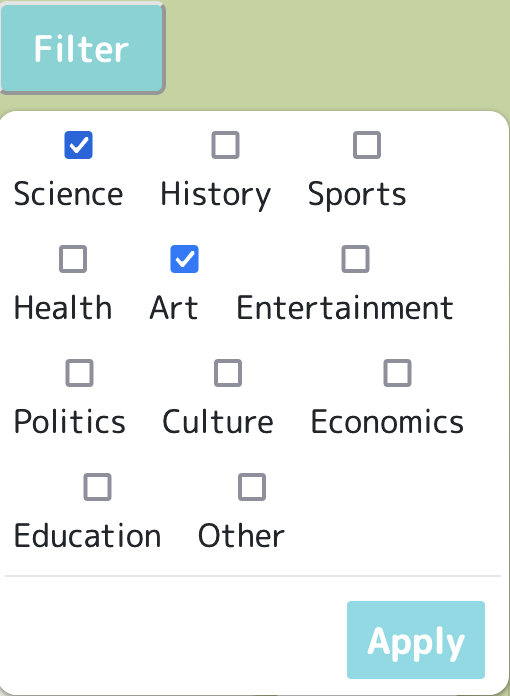 Filter
Science History Sports
Health Art Entertainment
Politics Culture Economics
Education Other
Apply